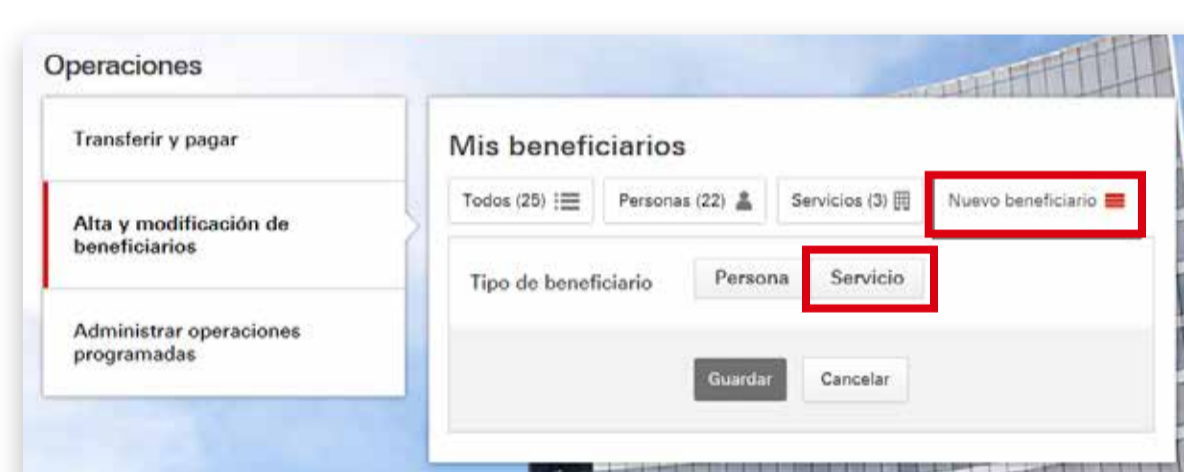 Operaciones
Transferir y pagar
Alta y modificación de
beneficiarios
Administrar operaciones
programadas
Mis beneficiarios
Todos (25) Personas (22) Servicios (3) Nuevo beneficiario
Tipo de beneficiario Persona Servicio
Guardar Cancelar